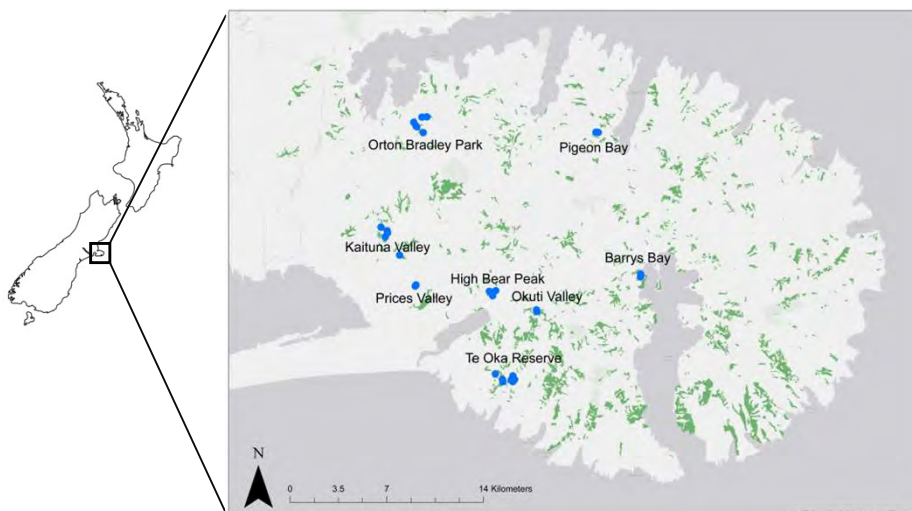 Orton Bradley Park
Pigeon Bay
Kaituna Valley
Barrys Bay
High Bear Peak
Prices Valley
Okuti Valley
Te Oka Reserve
N
0 3.5 7 14 Kilometers